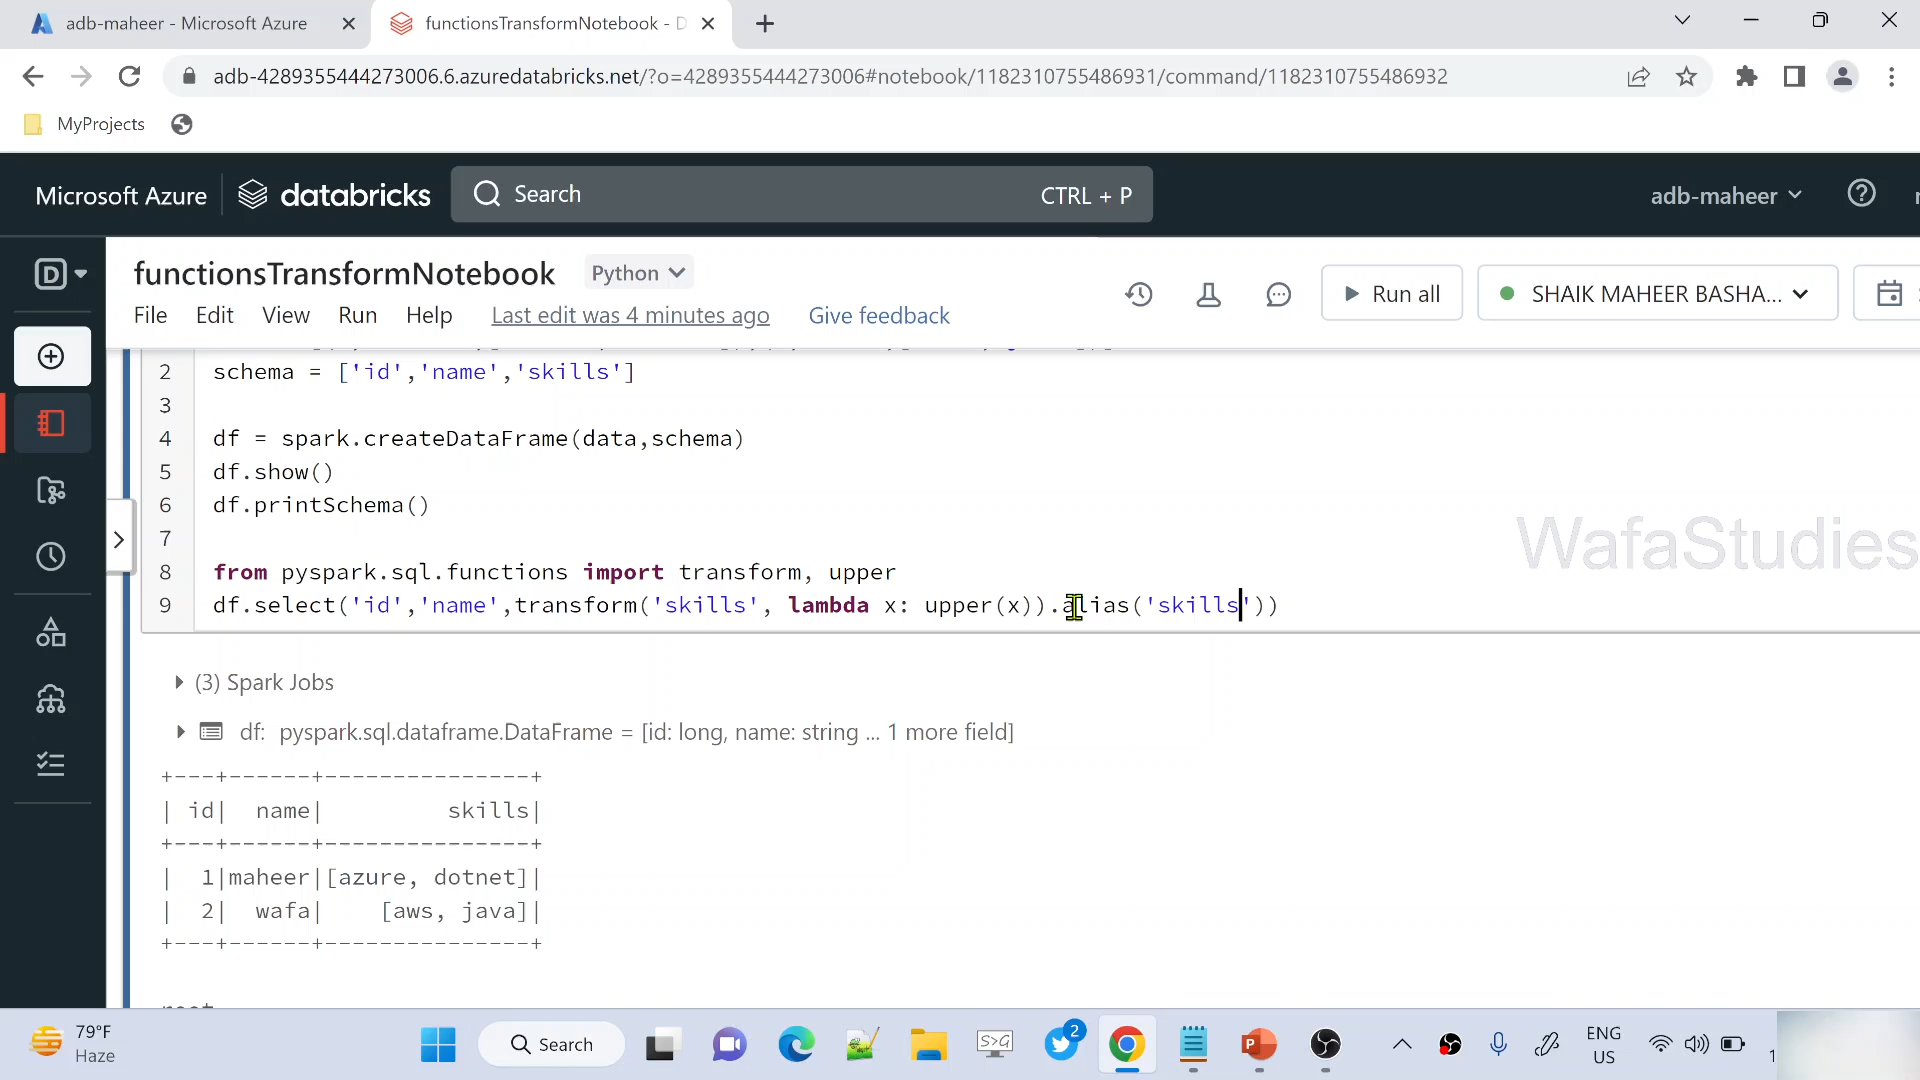 adb-maheer - Microsoft Azure
functionsTransformNotebook - D
adb-4289355444273006.6.azuredatabricks.net/?o=4289355444273006#notebook/1182310755486931/command/1182310755486932
MyProjects
Microsoft Azure
databricks
Search
CTRL + P
adb-maheer
functionsTransformNotebook
Python
File Edit View Run Help Last edit was 4 minutes ago Give feedback
Run all
SHAIK MAHEER BASHA...
2 schema = ['id','name','skills']
3
4 df = spark.createDataFrame(data,schema)
5 df.show()
6 df.printSchema()
7
8 from pyspark.sql.functions import transform, upper
9 df.select('id','name',transform('skills', lambda x: upper(x)).alias('skills'))
WafaStudies
(3) Spark Jobs
df: pyspark.sql.dataframe.DataFrame = [id: long, name: string ... 1 more field]
+---+------+---------------+
| id|  name|         skills|
+---+------+---------------+
|  1|maheer|[azure, dotnet]|
|  2|  wafa|    [aws, java]|
+---+------+---------------+
79°F
Haze
Search
S>G
2
P
ENG
US
1